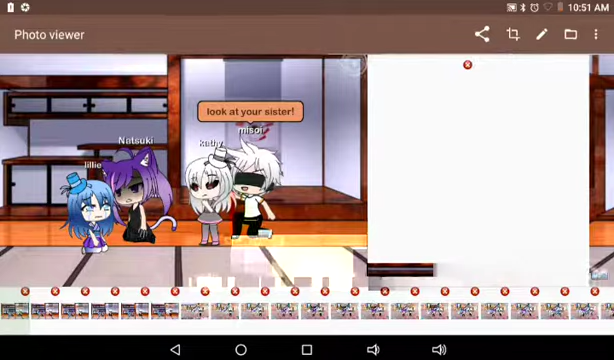 10:51 AM
Photo viewer
look at your sister!
misoi
kathy
Natsuki
lillie